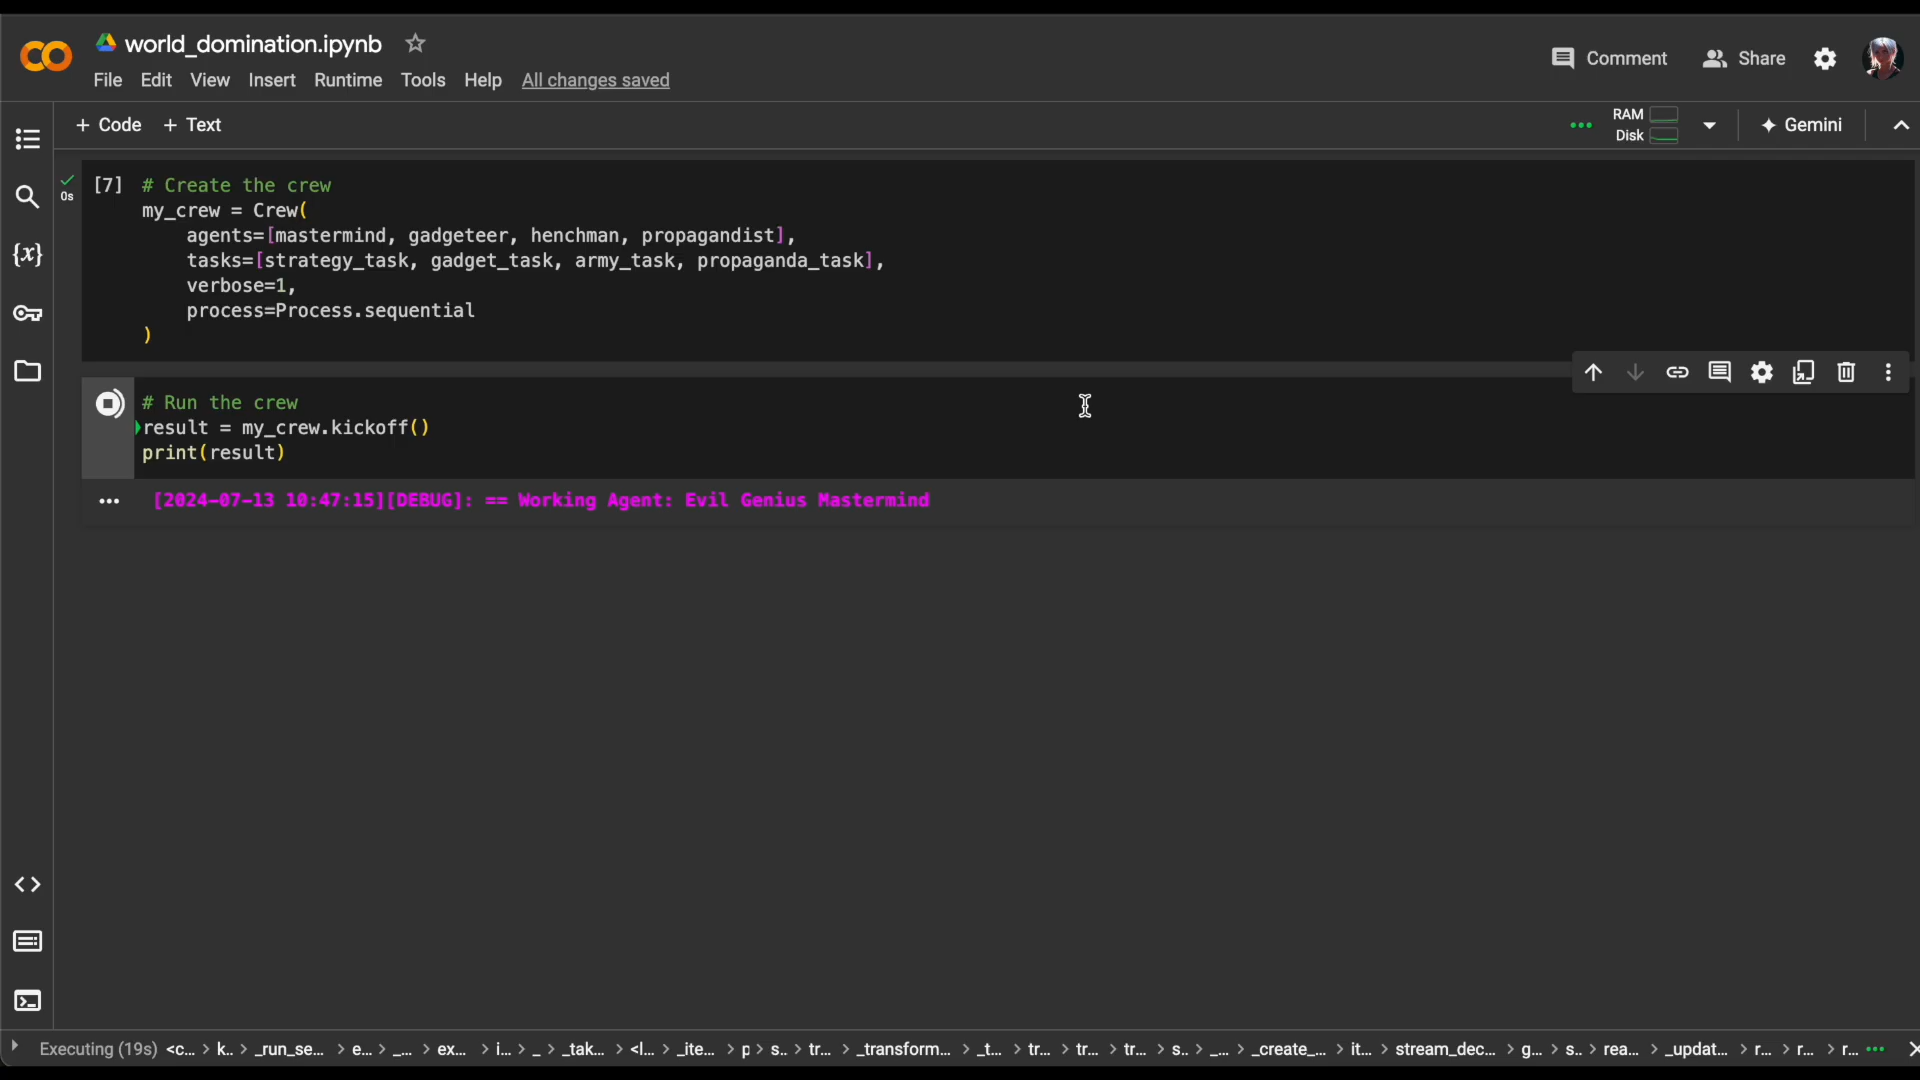 world_domination.ipynb
File Edit View Insert Runtime Tools Help All changes saved
Comment Share
+ Code + Text
RAM
Disk
Gemini
0s
[7] # Create the crew
my_crew = Crew(
    agents=[mastermind, gadgeteer, henchman, propagandist],
    tasks=[strategy_task, gadget_task, army_task, propaganda_task],
    verbose=1,
    process=Process.sequential
)
# Run the crew
result = my_crew.kickoff()
print(result)
[2024-07-13 10:47:15][DEBUG]: == Working Agent: Evil Genius Mastermind
Executing (19s) <c... > k.. > _run_se... > e... > _... > ex... > i... > _ > _tak... > <l... > _ite... > p > s.. > tr... > _transform... > _t... > tr... > tr... > tr... > s.. > _... > _create_... > it... > stream_dec... > g... > s.. > rea... > _updat... > r... > r... > r...